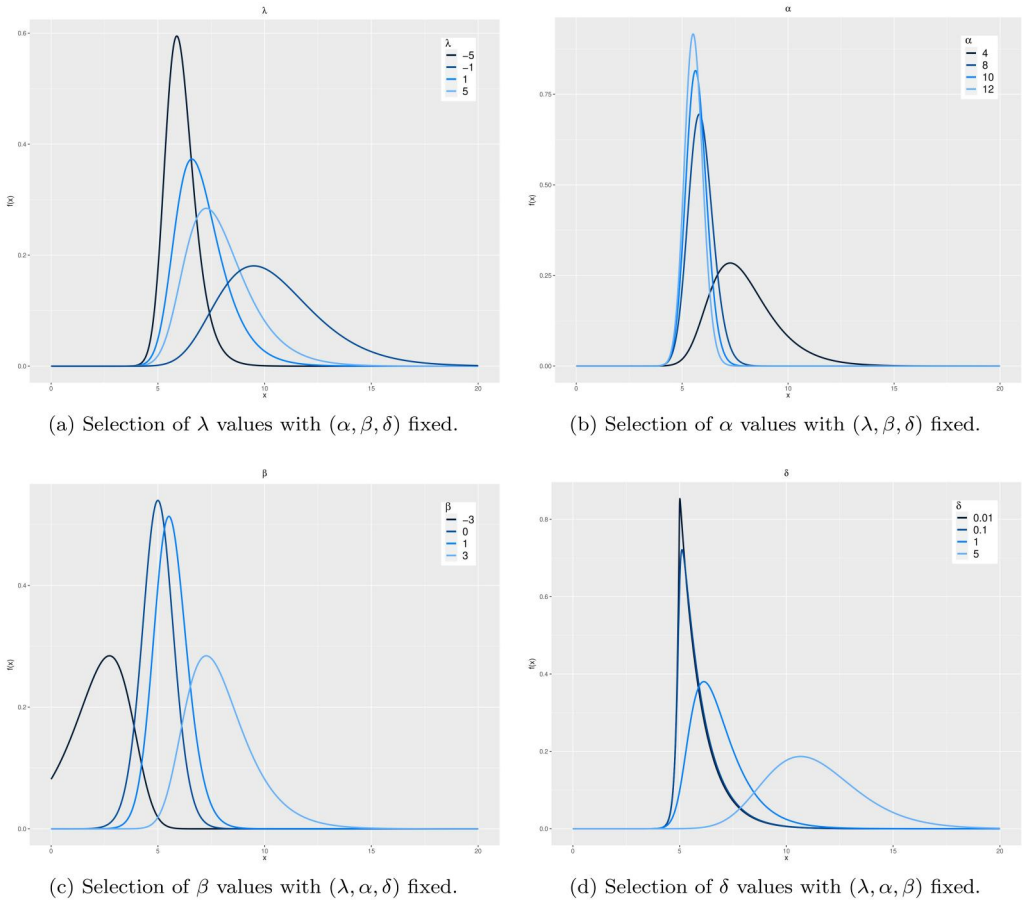 λ
0.6
0.4
0.2
0.0
f(x)
λ
−5
−1
1
5
0
5
10
15
20
x
(a) Selection of λ values with (α, β, δ) fixed.
α
0.75
0.50
0.25
0.00
f(x)
α
4
8
10
12
0
5
10
15
20
x
(b) Selection of α values with (λ, β, δ) fixed.
β
0.4
0.2
0.0
f(x)
β
−3
0
1
3
0
5
10
15
20
x
(c) Selection of β values with (λ, α, δ) fixed.
δ
0.8
0.6
0.4
0.2
0.0
f(x)
δ
0.01
0.1
1
5
0
5
10
15
20
x
(d) Selection of δ values with (λ, α, β) fixed.